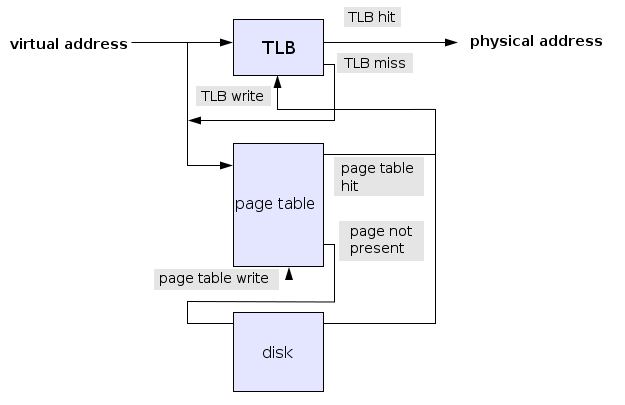 TLB hit
virtual address
TLB
physical address
TLB miss
TLB write
page table
hit
page table
page not
present
page table write
disk